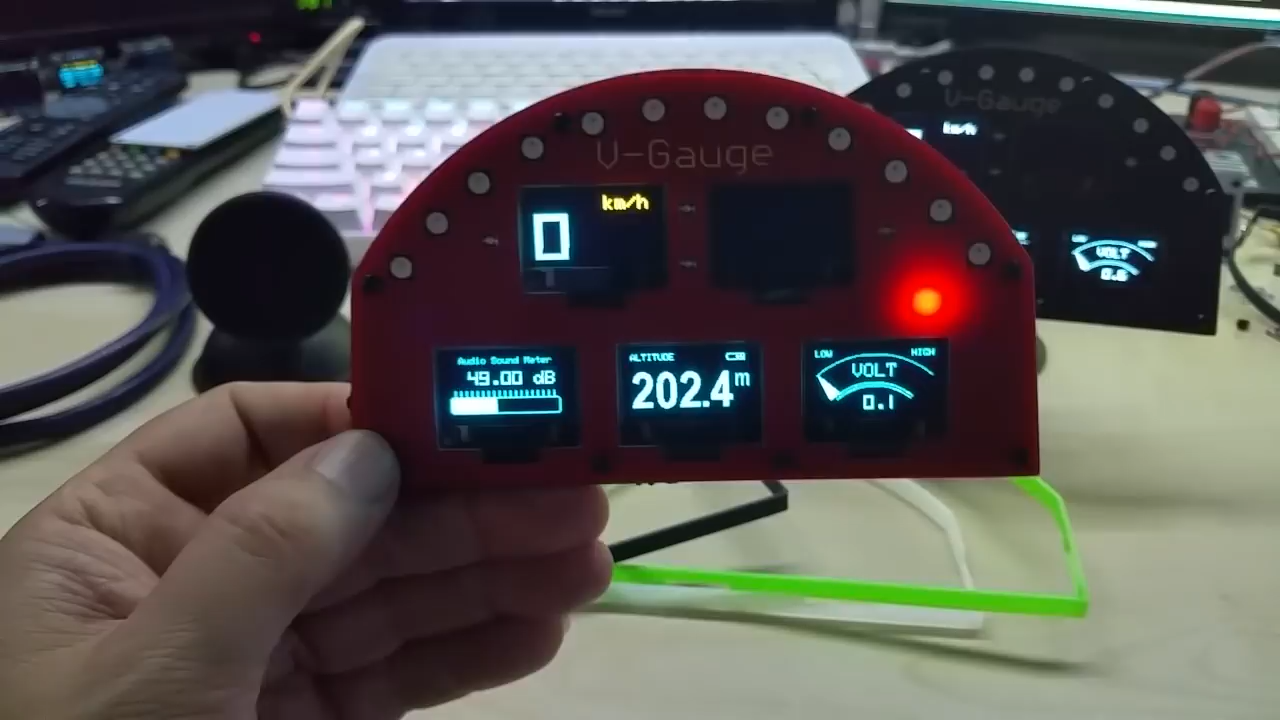 V-Gauge
km/h
0
Audio Sound Meter
49.00 dB
ALTITUDE
202.4m
LOW HIGH
VOLT
0.1
V-Gauge
km/h
VOLT